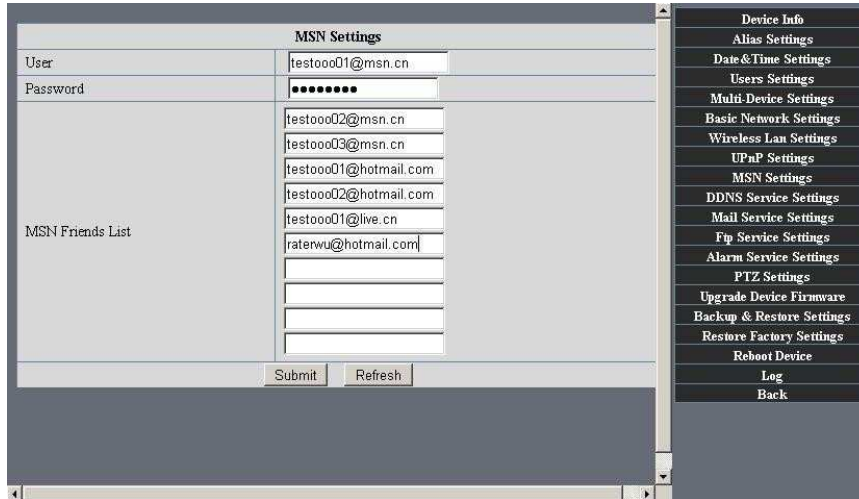 MSN Settings
User
testooo01@msn.cn
Password
●●●●●●●●
MSN Friends List
testooo02@msn.cn
testooo03@msn.cn
testooo01@hotmail.com
testooo02@hotmail.com
testooo01@live.cn
raterwu@hotmail.com
Submit
Refresh
Device Info
Alias Settings
Date&Time Settings
Users Settings
Multi-Device Settings
Basic Network Settings
Wireless Lan Settings
UPnP Settings
MSN Settings
DDNS Service Settings
Mail Service Settings
Ftp Service Settings
Alarm Service Settings
PTZ Settings
Upgrade Device Firmware
Backup & Restore Settings
Restore Factory Settings
Reboot Device
Log
Back